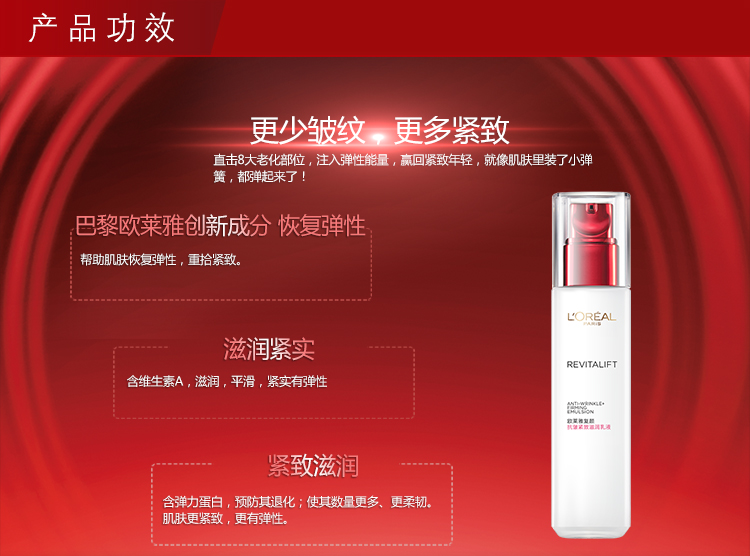 产品功效
更少皱纹，更多紧致
直击8大老化部位，注入弹性能量，赢回紧致年轻，就像肌肤里装了小弹
簧，都弹起来了！
巴黎欧莱雅创新成分 恢复弹性
帮助肌肤恢复弹性，重拾紧致。
滋润紧实
含维生素A，滋润，平滑，紧实有弹性
紧致滋润
含弹力蛋白，预防其退化；使其数量更多、更柔韧。
肌肤更紧致，更有弹性。
L'ORÉAL
PARIS
REVITALIFT
ANTI-WRINKLE+
FIRMING
EMULSION
欧莱雅复颜
抗皱紧致滋润乳液